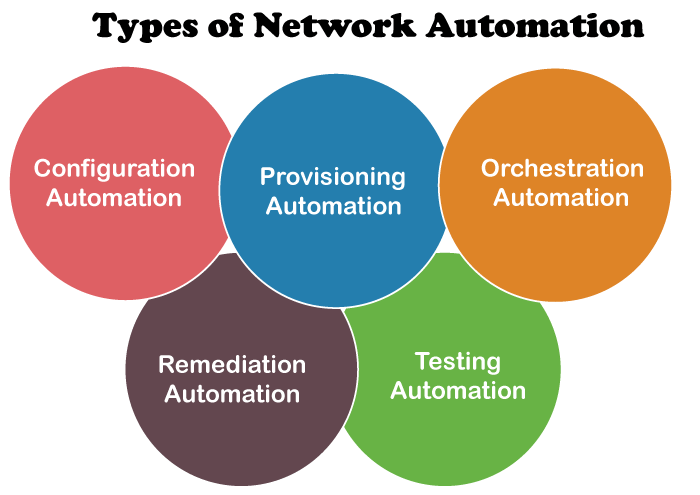 Types of Network Automation
Configuration
Automation
Provisioning
Automation
Orchestration
Automation
Remediation
Automation
Testing
Automation